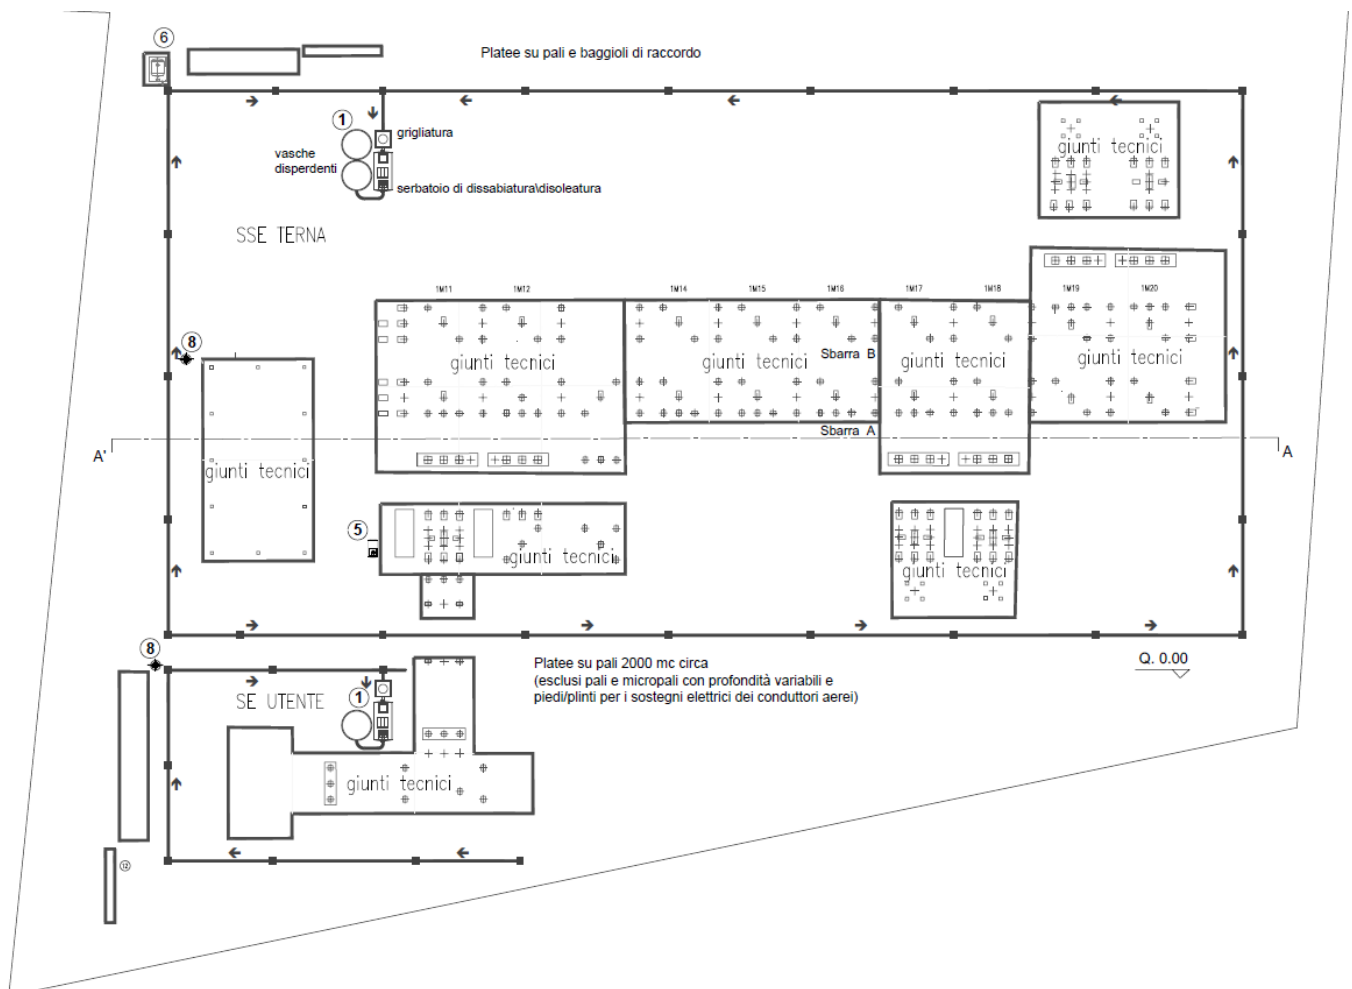 6
Platee su pali e baggioli di raccordo
1
grigliatura
vasche
disperdenti
serbatoio di dissabiatura\disoleatura
giunti tecnici
SSE TERNA
1M11
1M12
1M14
1M15
1M16
1M17
1M18
1M19
1M20
8
giunti tecnici
giunti tecnici
Sbarra B
giunti tecnici
giunti tecnici
Sbarra A
A'
A
giunti tecnici
5
giunti tecnici
giunti tecnici
8
Platee su pali 2000 mc circa
(esclusi pali e micropali con profondità variabili e
piedi/plinti per i sostegni elettrici dei conduttori aerei)
Q. 0.00
SE UTENTE
1
giunti tecnici
12